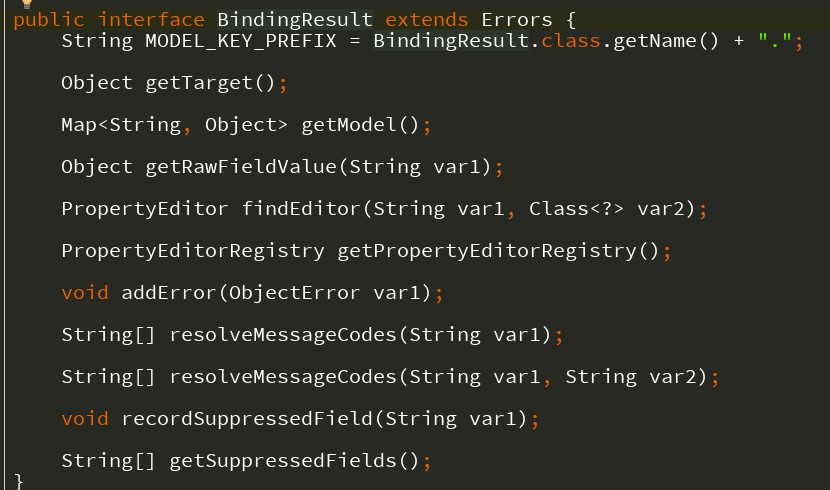 public interface BindingResult extends Errors {
String MODEL_KEY_PREFIX = BindingResult.class.getName() + ".";
Object getTarget();
Map<String, Object> getModel();
Object getRawFieldValue(String var1);
PropertyEditor findEditor(String var1, Class<?> var2);
PropertyEditorRegistry getPropertyEditorRegistry();
void addError(ObjectError var1);
String[] resolveMessageCodes(String var1);
String[] resolveMessageCodes(String var1, String var2);
void recordSuppressedField(String var1);
String[] getSuppressedFields();
}